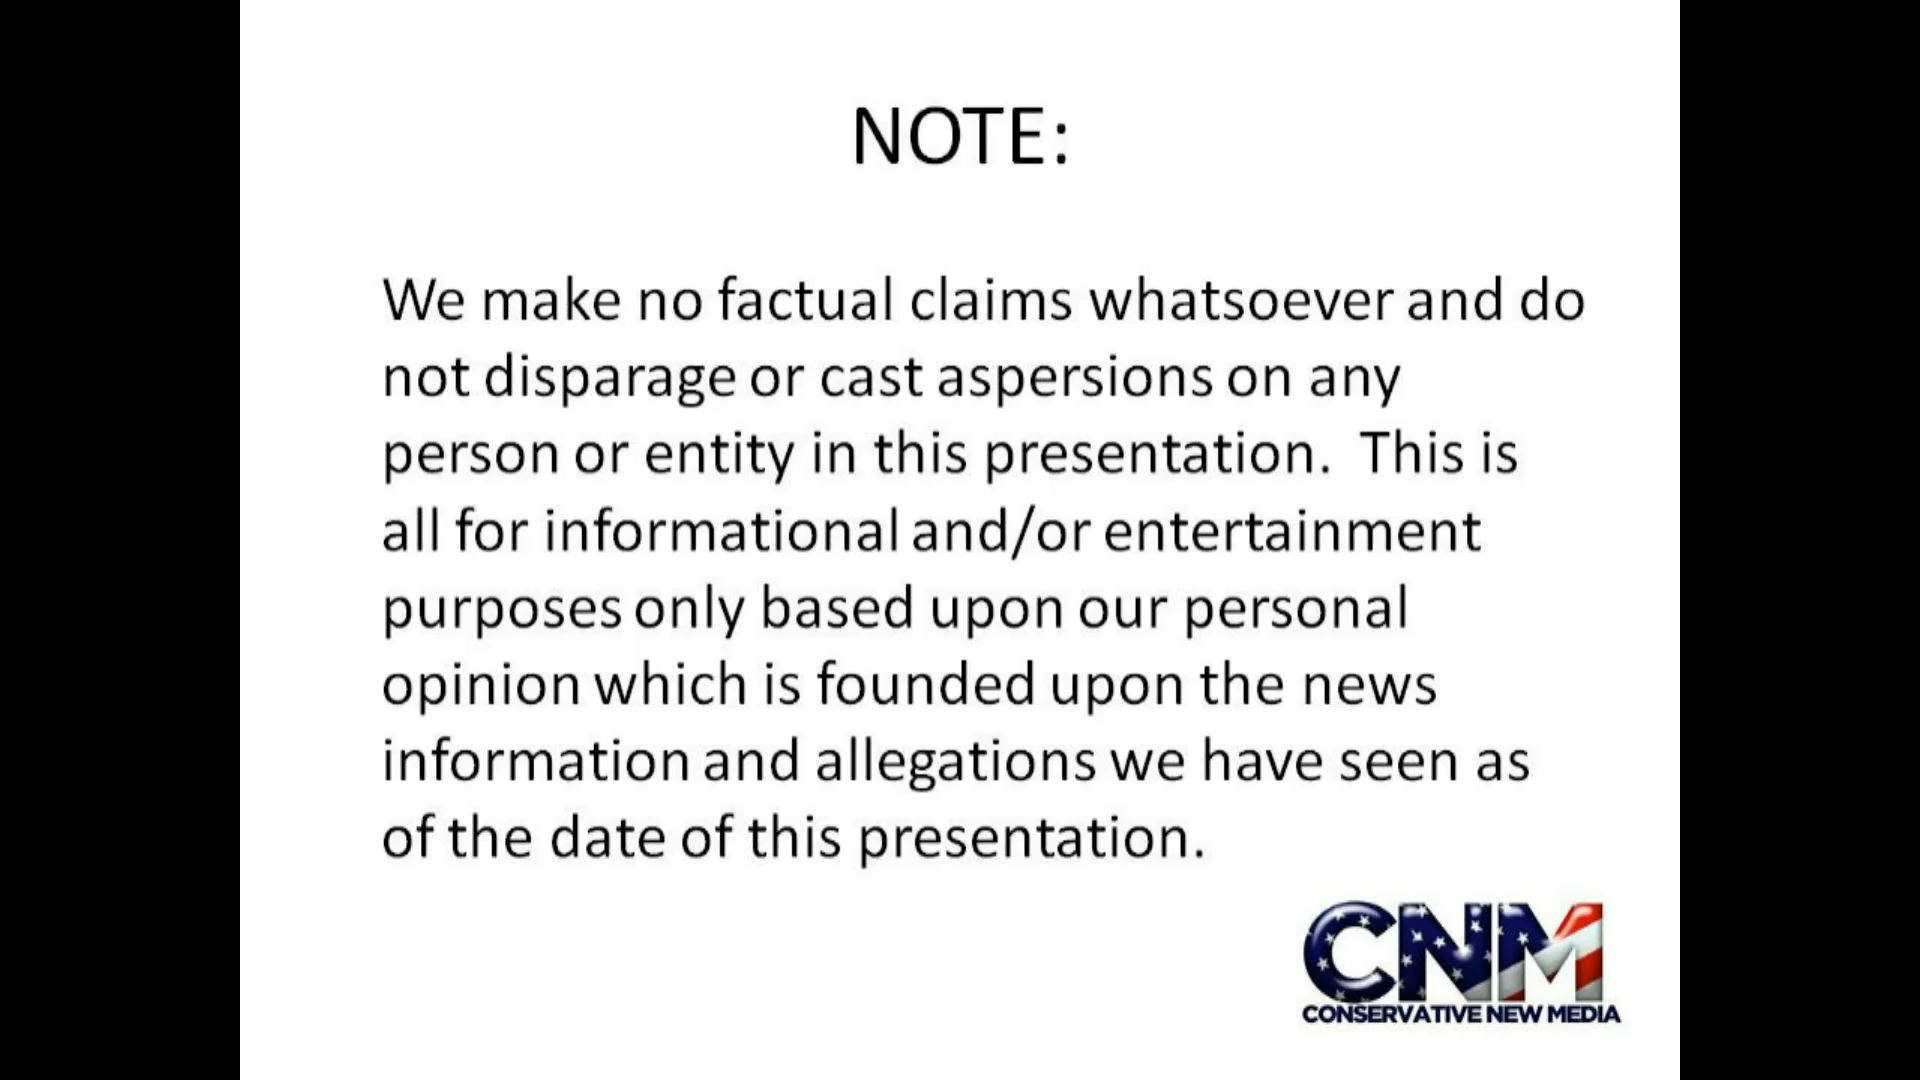 NOTE:
We make no factual claims whatsoever and do
not disparage or cast aspersions on any
person or entity in this presentation.  This is
all for informational and/or entertainment
purposes only based upon our personal
opinion which is founded upon the news
information and allegations we have seen as
of the date of this presentation.
CNM
CONSERVATIVE NEW MEDIA